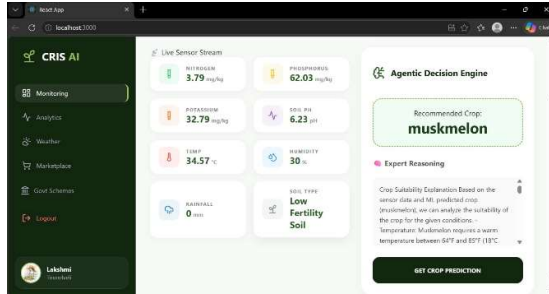 React App
localhost:3000
CRIS AI
Monitoring
Analytics
Weather
Marketplace
Govt Schemes
Logout
Lakshmi
Live Sensor Stream
NITROGEN
3.79 mg/kg
PHOSPHORUS
62.03 mg/kg
POTASSIUM
32.79 mg/kg
SOIL PH
6.23 pH
TEMP
34.57 °C
HUMIDITY
30 %
RAINFALL
0 mm
SOIL TYPE
Low
Fertility
Soil
Agentic Decision Engine
Recommended Crop:
muskmelon
Expert Reasoning
Crop Suitability Explanation Based on the
sensor data and ML predicted crop
(muskmelon), we can analyze the suitability of
the crop for the given conditions. -
Temperature: Muskmelon requires a warm
temperature between 64°F and 85°F (18°C
GET CROP PREDICTION